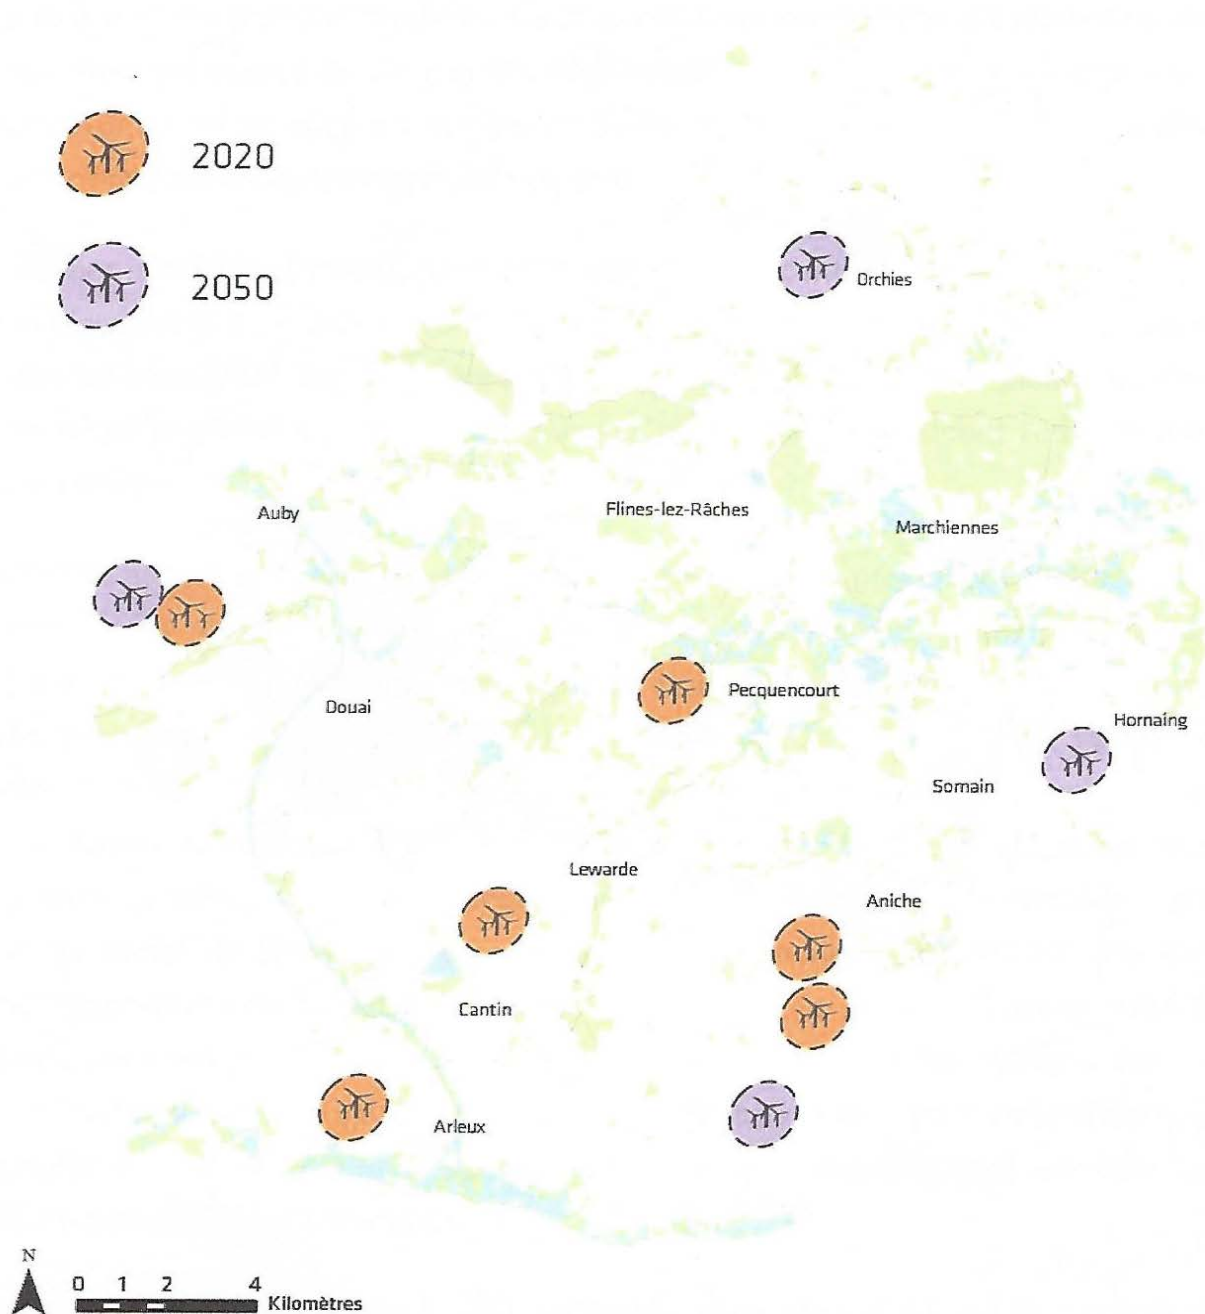 2020
2050
Orchies
Auby
Flines-lez-Râches
Marchiennes
Pecquencourt
Douai
Hornaing
Somain
Lewarde
Aniche
Cantin
Arleux
N
0 1 2 4
Kilomètres